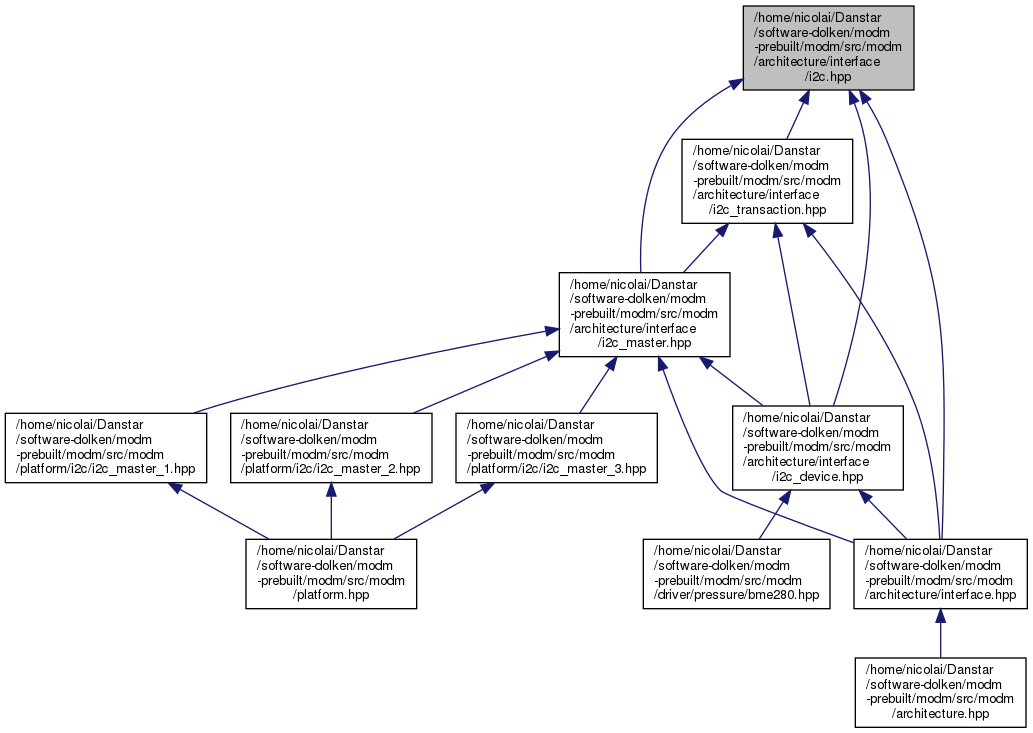 /home/nicolai/Danstar
/software-dolken/modm
-prebuilt/modm/src/modm
/architecture/interface
/i2c.hpp
/home/nicolai/Danstar
/software-dolken/modm
-prebuilt/modm/src/modm
/architecture/interface
/i2c_transaction.hpp
/home/nicolai/Danstar
/software-dolken/modm
-prebuilt/modm/src/modm
/architecture/interface
/i2c_master.hpp
/home/nicolai/Danstar
/software-dolken/modm
-prebuilt/modm/src/modm
/platform/i2c/i2c_master_1.hpp
/home/nicolai/Danstar
/software-dolken/modm
-prebuilt/modm/src/modm
/platform/i2c/i2c_master_2.hpp
/home/nicolai/Danstar
/software-dolken/modm
-prebuilt/modm/src/modm
/platform/i2c/i2c_master_3.hpp
/home/nicolai/Danstar
/software-dolken/modm
-prebuilt/modm/src/modm
/architecture/interface
/i2c_device.hpp
/home/nicolai/Danstar
/software-dolken/modm
-prebuilt/modm/src/modm
/platform.hpp
/home/nicolai/Danstar
/software-dolken/modm
-prebuilt/modm/src/modm
/driver/pressure/bme280.hpp
/home/nicolai/Danstar
/software-dolken/modm
-prebuilt/modm/src/modm
/architecture/interface.hpp
/home/nicolai/Danstar
/software-dolken/modm
-prebuilt/modm/src/modm
/architecture.hpp